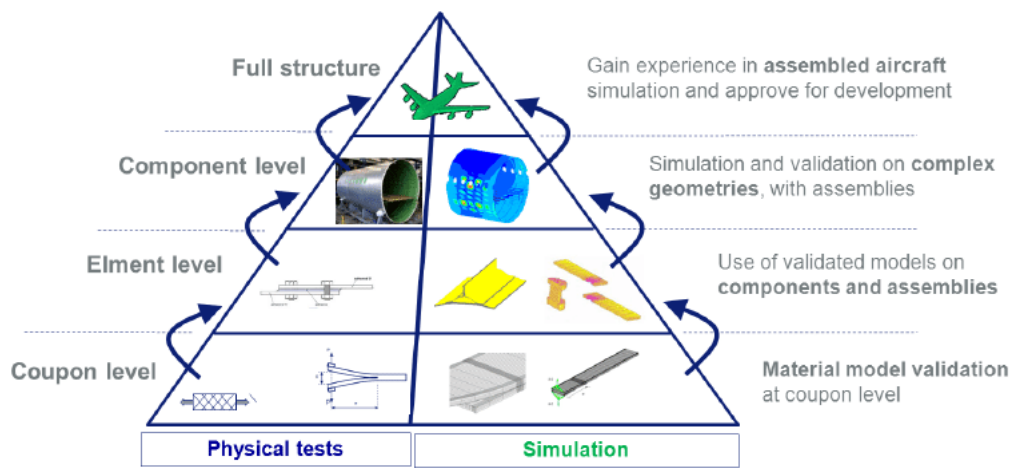 Full structure
Gain experience in assembled aircraft
simulation and approve for development
Component level
Simulation and validation on complex
geometries, with assemblies
Elment level
Use of validated models on
components and assemblies
Coupon level
Material model validation
at coupon level
Physical tests
Simulation